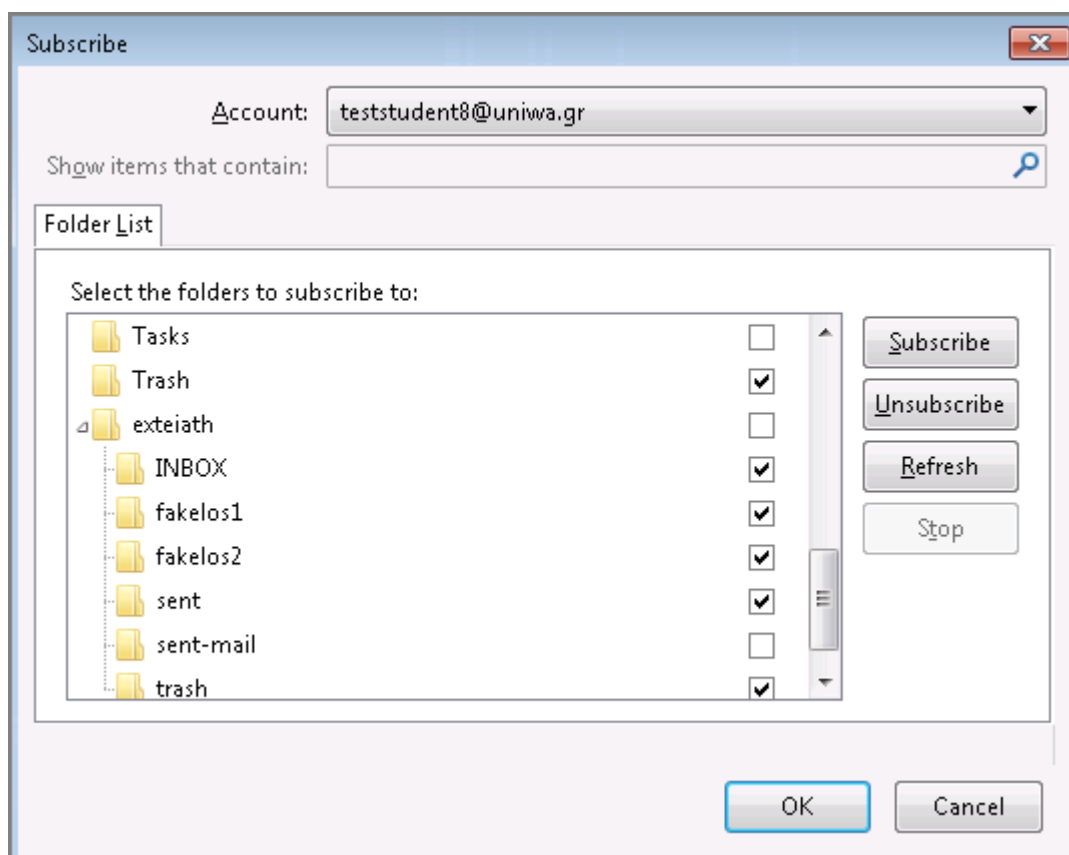 Subscribe
Account: teststudent8@uniwa.gr
Show items that contain:
Folder List
Select the folders to subscribe to:
Tasks
Trash
exteiath
INBOX
fakelos1
fakelos2
sent
sent-mail
trash
Subscribe
Unsubscribe
Refresh
Stop
OK Cancel